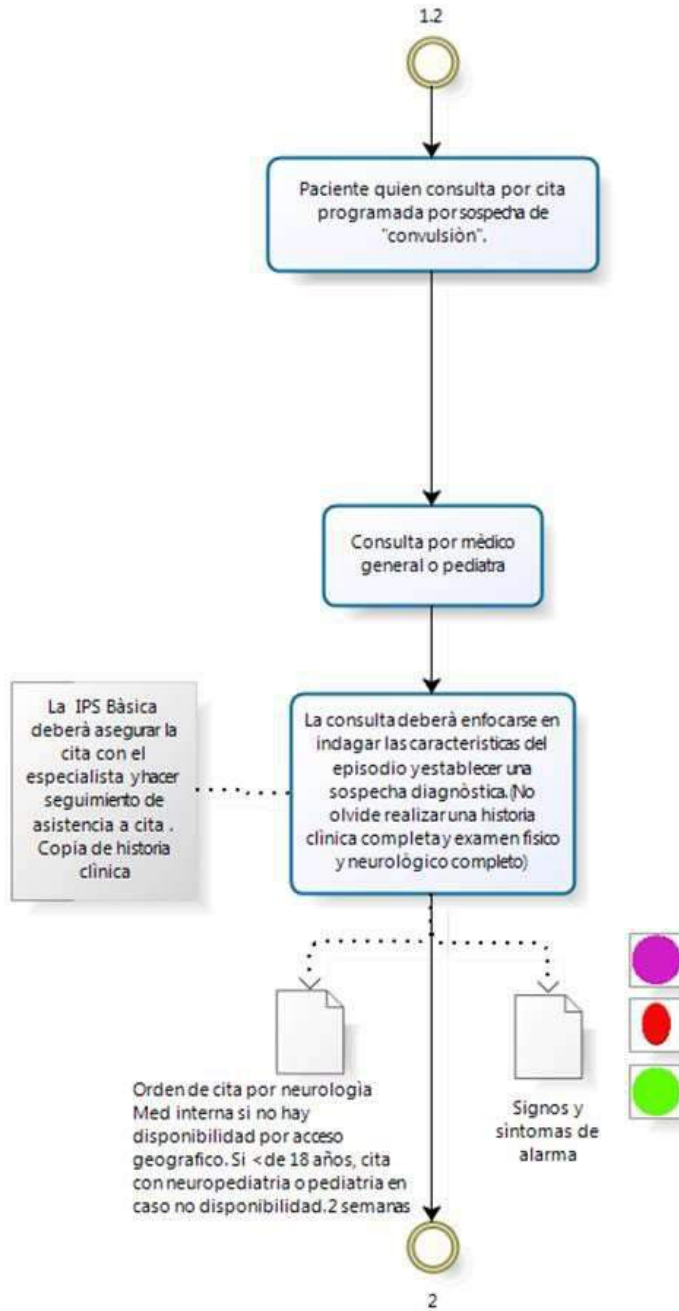 1.2
Paciente quien consulta por cita
programada por sospecha de
"convulsiòn".
Consulta por mèdico
general o pediatra
La IPS Bàsica
deberà asegurar la
cita con el
especialista y hacer
seguimiento de
asistencia a cita .
Copia de historia
clìnica
La consulta deberà enfocarse en
indagar las caracteristicas del
episodio y establecer una
sospecha diagnòstica.(No
olvide realizar una historia
clìnica completa y examen fisico
y neurològico completo)
Orden de cita por neurologìa
Med interna si no hay
disponibilidad por acceso
geografico. Si <de 18 años, cita
con neuropediatria o pediatria en
caso no disponibilidad.2 semanas
Signos y
sìntomas de
alarma
2